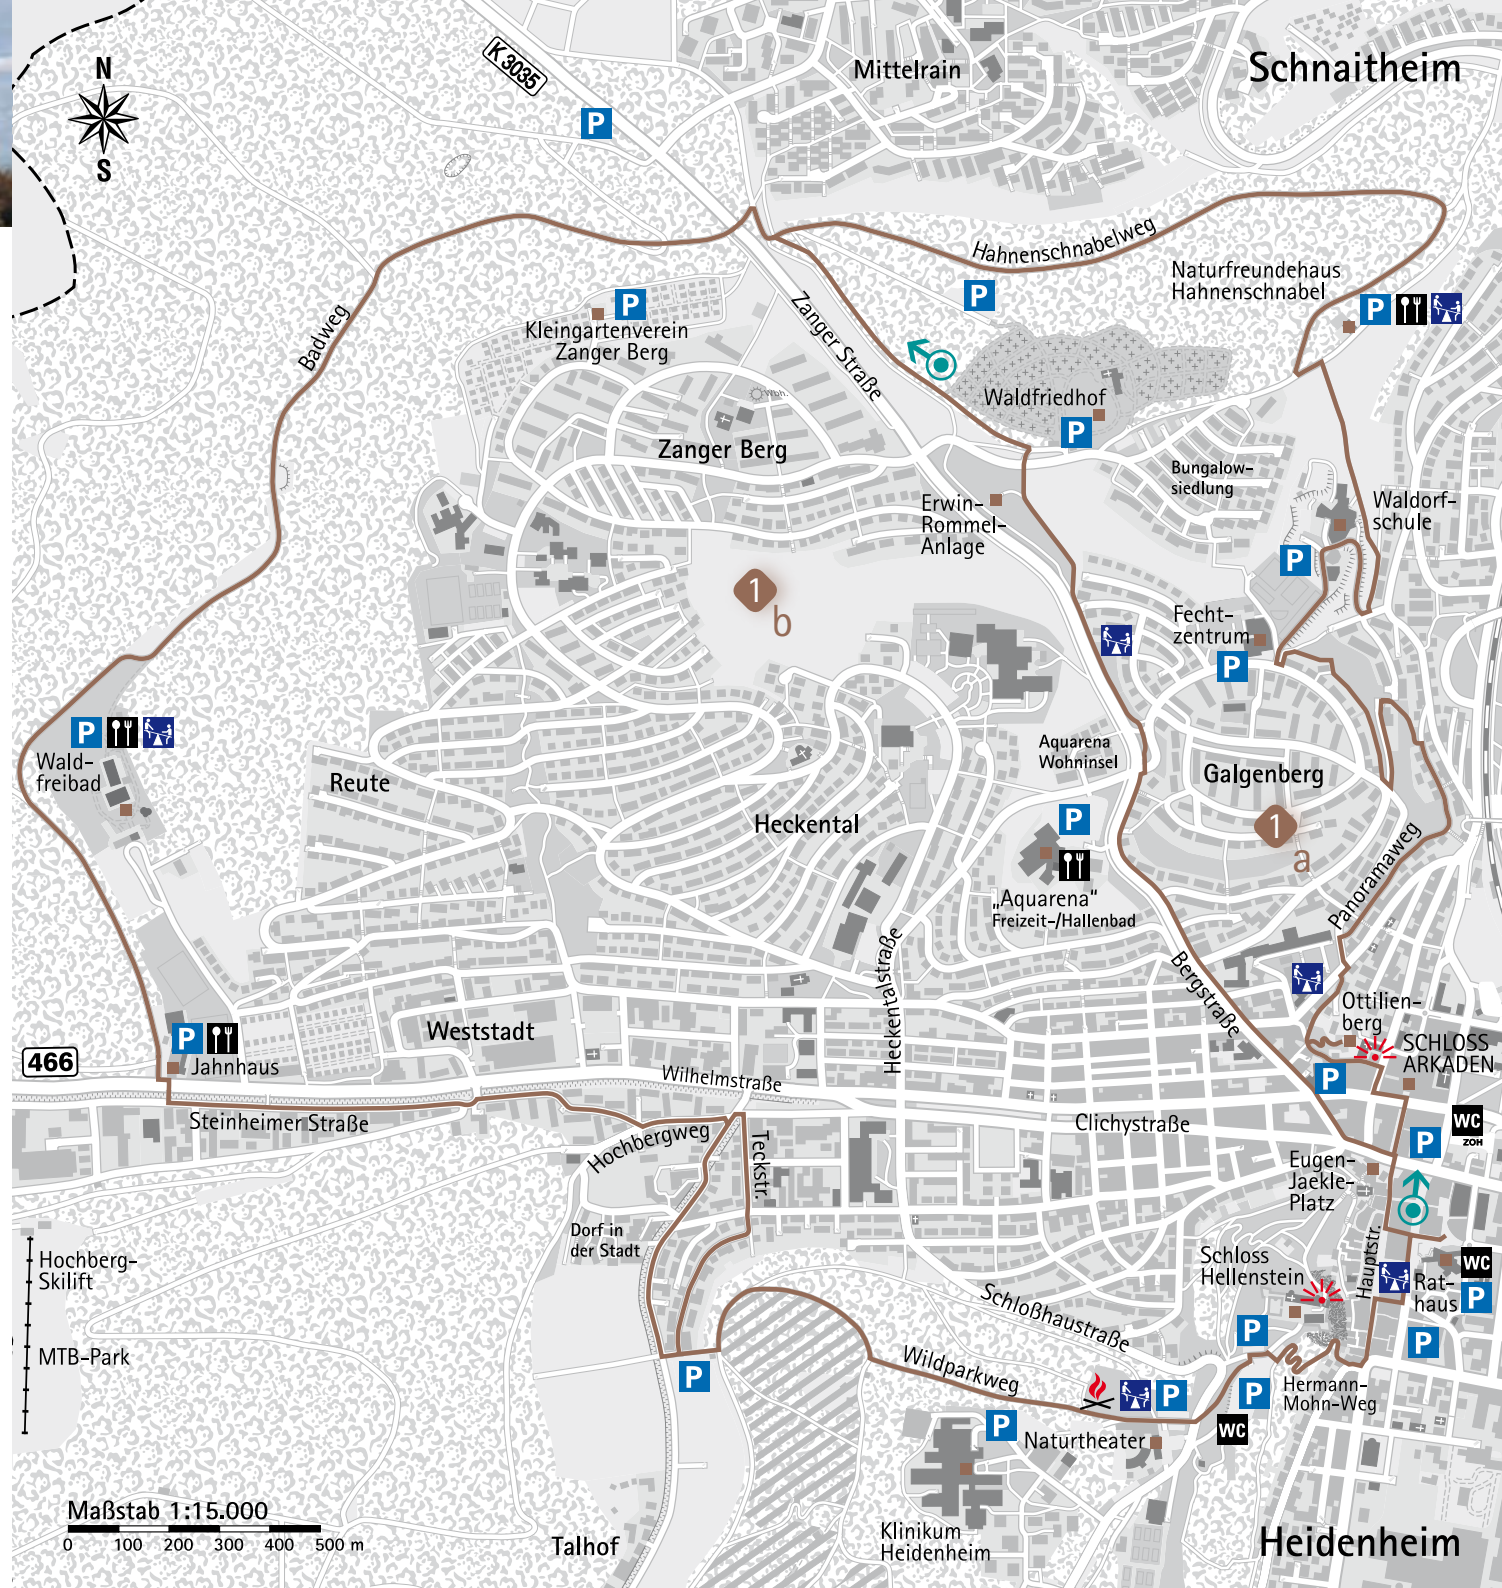 N
S
K 3035
P
Mittelrain
Schnaitheim
Hahnenschnabelweg
Naturfreundehaus
Hahnenschnabel
P
P
P
Kleingartenverein
Zanger Berg
Badweg
Zanger Straße
Wbh.
Waldfriedhof
P
Zanger Berg
Bungalow-
siedlung
Erwin-
Rommel-
Anlage
Waldorf-
schule
P
1
b
Fecht-
zentrum
P
P
Wald-
freibad
Reute
Aquarena
Wohninsel
Galgenberg
Heckental
P
1
a
„Aquarena“
Freizeit-/Hallenbad
Panoramaweg
Heckentalstraße
Bergstraße
Ottilien-
berg
SCHLOSS
ARKADEN
Weststadt
P
Jahnhaus
466
Wilhelmstraße
P
Steinheimer Straße
Clichystraße
WC
ZOH
P
Hochbergweg
Teckstr.
Eugen-
Jaekle-
Platz
Dorf in
der Stadt
Hauptstr.
Schloss
Hellenstein
Rat-
haus
WC
P
Hochberg-
Skilift
Schloßhaustraße
P
P
MTB-Park
P
Wildparkweg
P
P
Hermann-
Mohn-Weg
P
Naturtheater
WC
Maßstab 1:15.000
0 100 200 300 400 500 m
Talhof
Klinikum
Heidenheim
Heidenheim